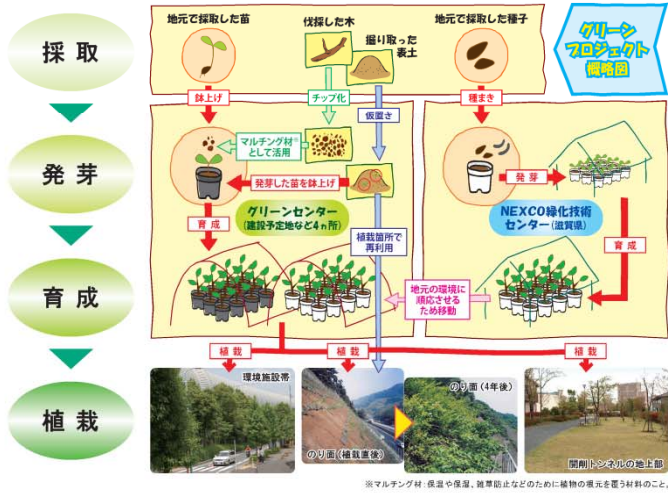 グリーン
プロジェクト
概略図
採取
発芽
育成
植栽
地元で採取した苗
伐採した木
掘り取った
表土
地元で採取した種子
鉢上げ
チップ化
仮置き
種まき
マルチング材※
として活用
発芽した苗を鉢上げ
発芽
グリーンセンター
(建設予定地など4ヵ所)
NEXCO緑化技術
センター(滋賀県)
育成
植栽箇所で
再利用
育成
地元の環境に
順応させる
ため移動
植栽
植栽
植栽
環境施設帯
のり面(植栽直後)
のり面(4年後)
開削トンネルの地上部
※マルチング材:保温や保湿、雑草防止などのために植物の根元を覆う材料のこと。